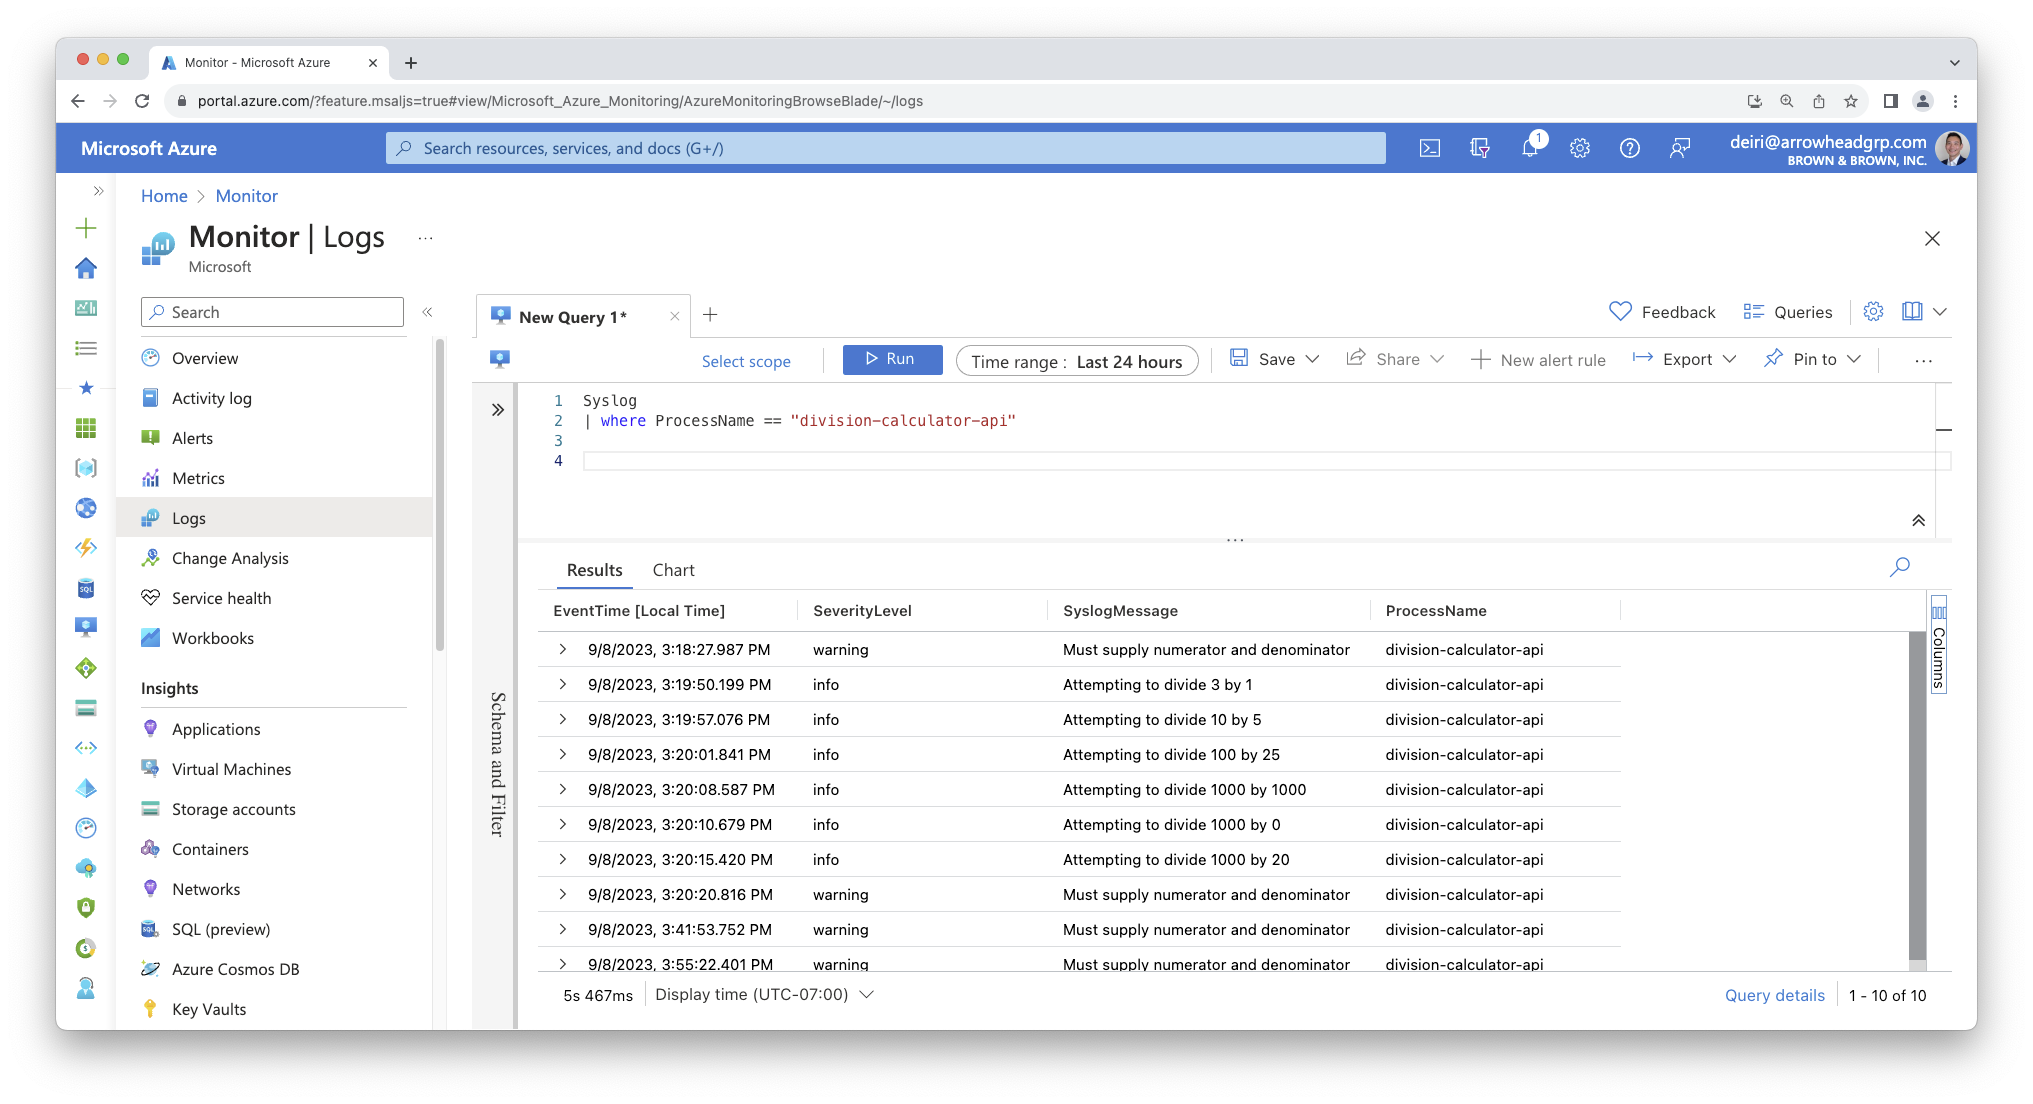 Monitor - Microsoft Azure
portal.azure.com/?feature.msaljs=true#view/Microsoft_Azure_Monitoring/AzureMonitoringBrowseBlade/~/logs
Microsoft Azure
Search resources, services, and docs (G+/)
1
deiri@arrowheadgrp.com
BROWN & BROWN, INC.
Home > Monitor
Monitor | Logs ...
Microsoft
Search
Overview
Activity log
Alerts
Metrics
Logs
Change Analysis
Service health
Workbooks
Insights
Applications
Virtual Machines
Storage accounts
Containers
Networks
SQL (preview)
Azure Cosmos DB
Key Vaults
New Query 1*
Feedback
Queries
Select scope
Run
Time range : Last 24 hours
Save
Share
New alert rule
Export
Pin to
...
1 Syslog
2 | where ProcessName == "division-calculator-api"
3
4
Schema and Filter
Results Chart
EventTime [Local Time] SeverityLevel SyslogMessage ProcessName
9/8/2023, 3:18:27.987 PM warning Must supply numerator and denominator division-calculator-api
9/8/2023, 3:19:50.199 PM info Attempting to divide 3 by 1 division-calculator-api
9/8/2023, 3:19:57.076 PM info Attempting to divide 10 by 5 division-calculator-api
9/8/2023, 3:20:01.841 PM info Attempting to divide 100 by 25 division-calculator-api
9/8/2023, 3:20:08.587 PM info Attempting to divide 1000 by 1000 division-calculator-api
9/8/2023, 3:20:10.679 PM info Attempting to divide 1000 by 0 division-calculator-api
9/8/2023, 3:20:15.420 PM info Attempting to divide 1000 by 20 division-calculator-api
9/8/2023, 3:20:20.816 PM warning Must supply numerator and denominator division-calculator-api
9/8/2023, 3:41:53.752 PM warning Must supply numerator and denominator division-calculator-api
9/8/2023, 3:55:22.401 PM warning Must supply numerator and denominator division-calculator-api
Columns
5s 467ms
Display time (UTC-07:00)
Query details
1 - 10 of 10